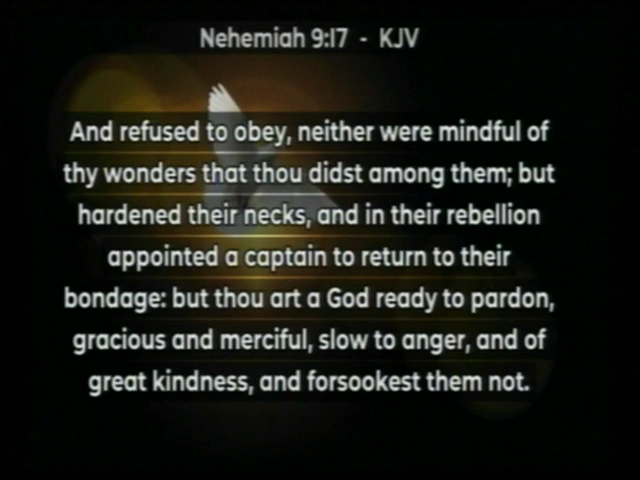 Nehemiah 9:17 - KJV
And refused to obey, neither were mindful of
thy wonders that thou didst among them; but
hardened their necks, and in their rebellion
appointed a captain to return to their
bondage: but thou art a God ready to pardon,
gracious and merciful, slow to anger, and of
great kindness, and forsookest them not.